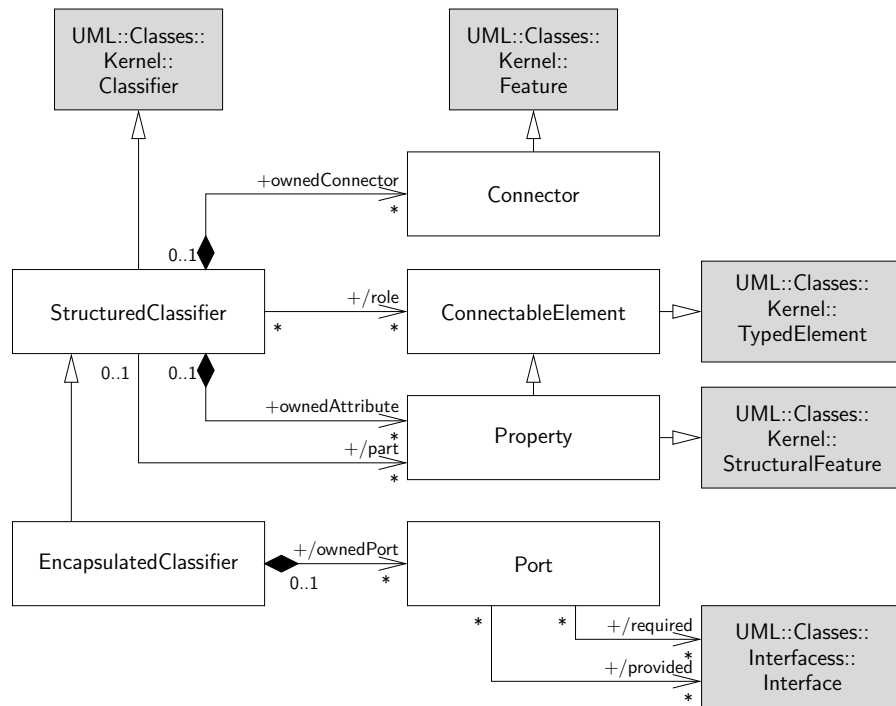 UML::Classes::
Kernel::
Classifier
UML::Classes::
Kernel::
Feature
+ownedConnector
*
Connector
0..1
StructuredClassifier
+/role
*
*
ConnectableElement
UML::Classes::
Kernel::
TypedElement
0..1
0..1
+ownedAttribute
*
+/part
*
Property
UML::Classes::
Kernel::
StructuralFeature
EncapsulatedClassifier
+/ownedPort
0..1
*
Port
*
*
+/required
*
+/provided
*
UML::Classes::
Interfacess::
Interface